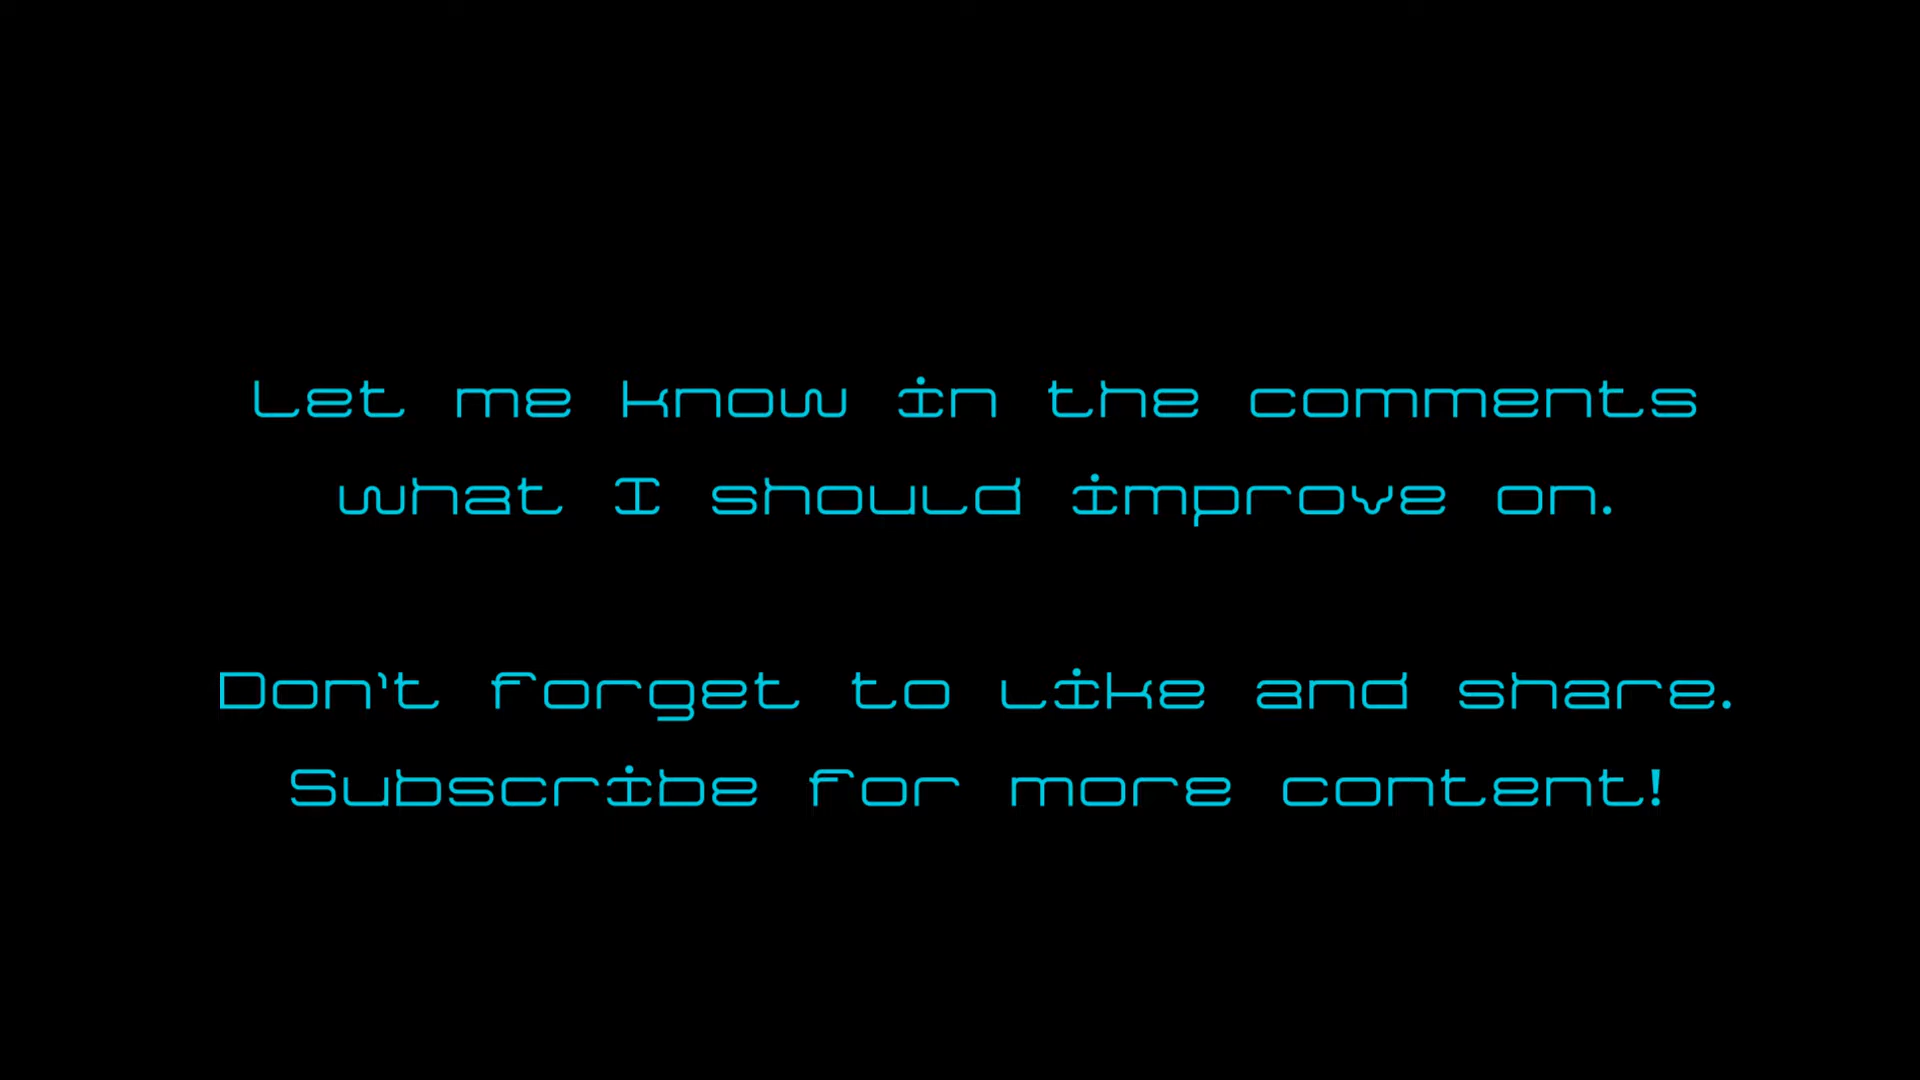 Let me know in the comments
what I should improve on.
Don't forget to like and share.
Subscribe for more content!